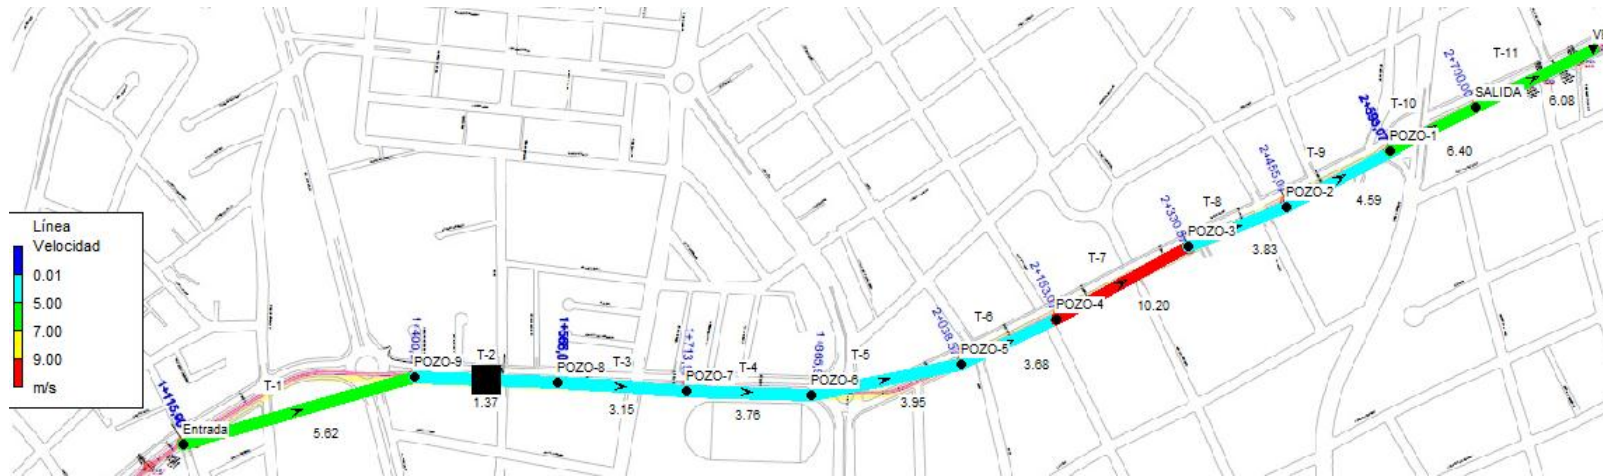 Línea
Velocidad
0.01
5.00
7.00
9.00
m/s
Entrada
T-1
5.62
POZO-9
T-2
1.37
POZO-8
T-3
3.15
POZO-7
T-4
3.76
POZO-6
T-5
3.95
POZO-5
T-6
3.68
POZO-4
T-7
10.20
POZO-3
T-8
3.83
POZO-2
T-9
4.59
POZO-1
T-10
6.40
SALIDA
T-11
6.08
2+700,00